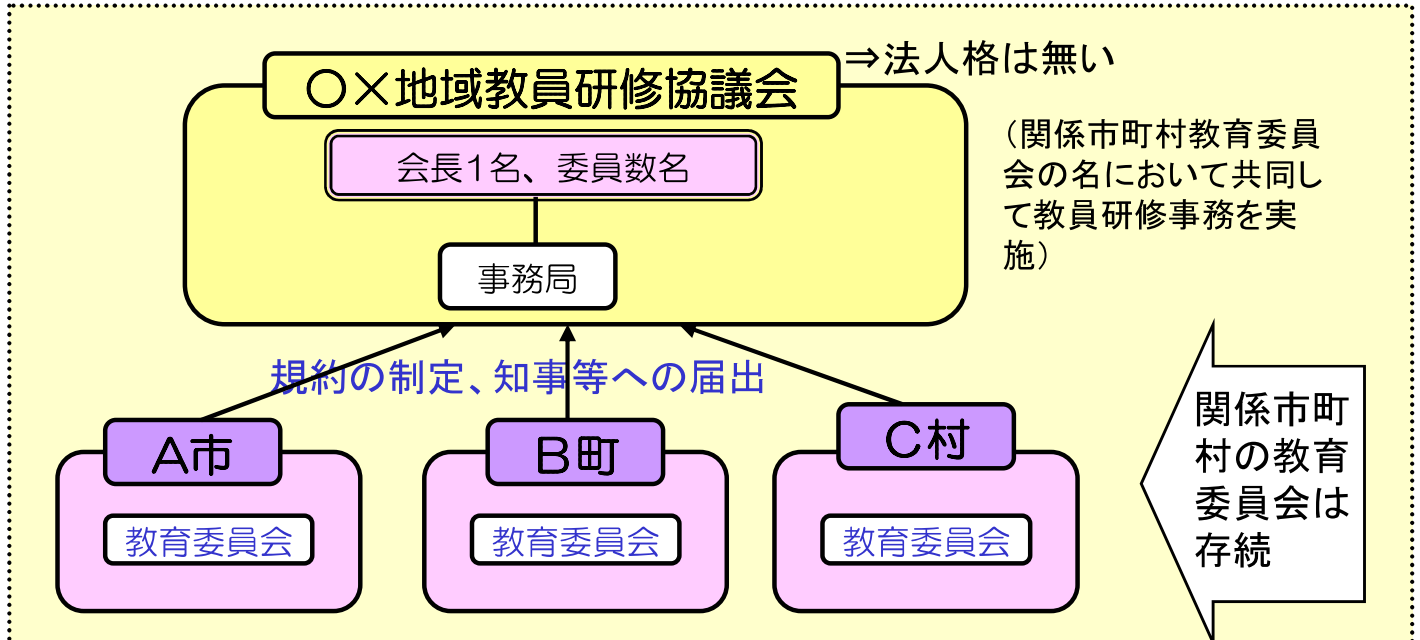 ⇒法人格は無い
○×地域教員研修協議会
会長1名、委員数名
事務局
（関係市町村教育委員
会の名において共同し
て教員研修事務を実
施）
規約の制定、知事等への届出
A市
教育委員会
B町
教育委員会
C村
教育委員会
関係市町
村の教育
委員会は
存続